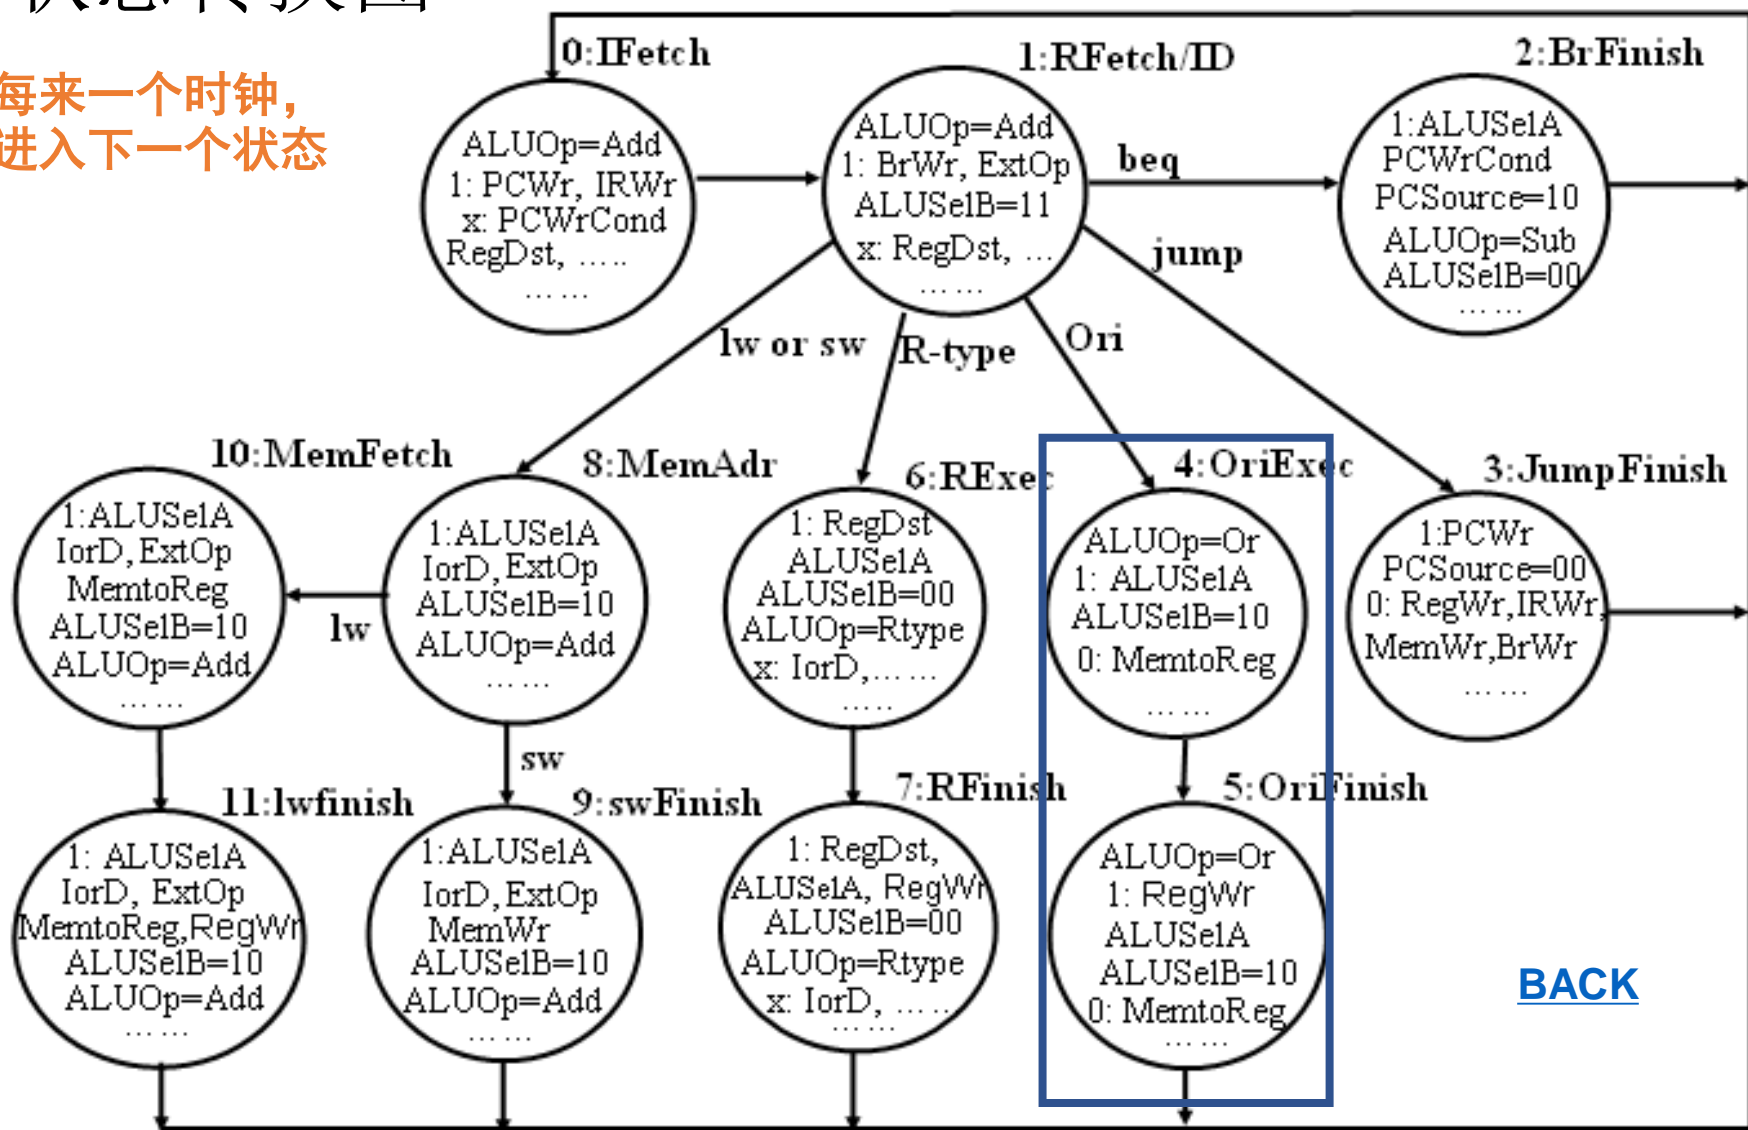 状态转换图
每来一个时钟，
进入下一个状态
0:IFetch
ALUOp=Add
1: PCWr, IRWr
x: PCWrCond
RegDst, .....
……
1:RFetch/ID
ALUOp=Add
1: BrWr, ExtOp
ALUSelB=11
x: RegDst, …
……
beq
2:BrFinish
1:ALUSelA
PCWrCond
PCSource=10
ALUOp=Sub
ALUSelB=00
……
jump
lw or sw
R-type
Ori
10:MemFetch
1:ALUSelA
IorD,ExtOp
MemtoReg
ALUSelB=10
ALUOp=Add
……
lw
8:MemAdr
1:ALUSelA
IorD,ExtOp
ALUSelB=10
ALUOp=Add
……
sw
6:RExec
1: RegDst
ALUSelA
ALUSelB=00
ALUOp=Rtype
x: IorD,……
…..
4:OriExec
ALUOp=Or
1: ALUSelA
ALUSelB=10
0: MemtoReg
……
3:JumpFinish
1:PCWr
PCSource=00
0: RegWr,IRWr,
MemWr,BrWr
……
11:lwfinish
1: ALUSelA
IorD, ExtOp
MemtoReg,RegWr
ALUSelB=10
ALUOp=Add
……
9:swFinish
1:ALUSelA
IorD,ExtOp
MemWr
ALUSelB=10
ALUOp=Add
……
7:RFinish
1: RegDst,
ALUSelA, RegWr
ALUSelB=00
ALUOp=Rtype
x: IorD, ……
……
5:OriFinish
ALUOp=Or
1: RegWr
ALUSelA
ALUSelB=10
0: MemtoReg
……
BACK